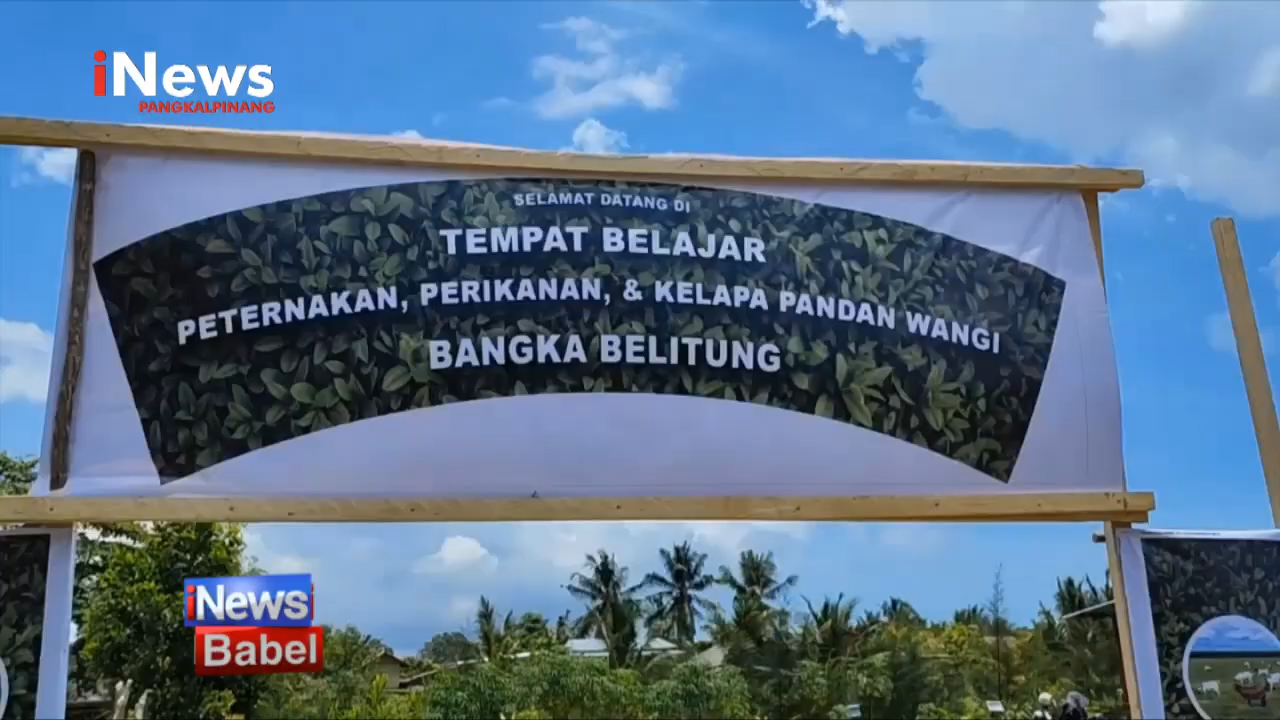 iNews
PANGKALPINANG
SELAMAT DATANG DI
TEMPAT BELAJAR
PETERNAKAN, PERIKANAN, & KELAPA PANDAN WANGI
BANGKA BELITUNG
iNews
Babel